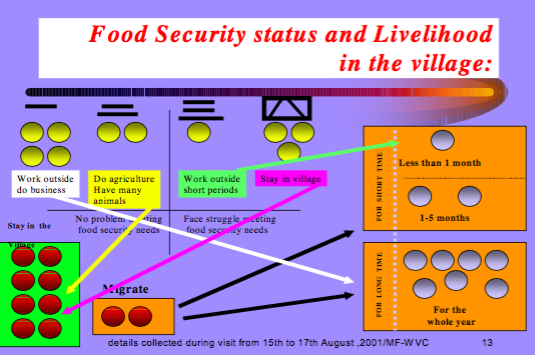 Food Security status and Livelihood
in the village:
Work outside
do business
Do agriculture
Have many
animals
Work outside
short periods
Stay in village
No problem meeting
food security needs
Face struggle meeting
food security needs
Stay in the
Village
Migrate
FOR SHORT TIME
Less than 1 month
1-5 months
FOR LONG TIME
For the
whole year
details collected during visit from 15th to 17th August ,2001/MF-WVC
13